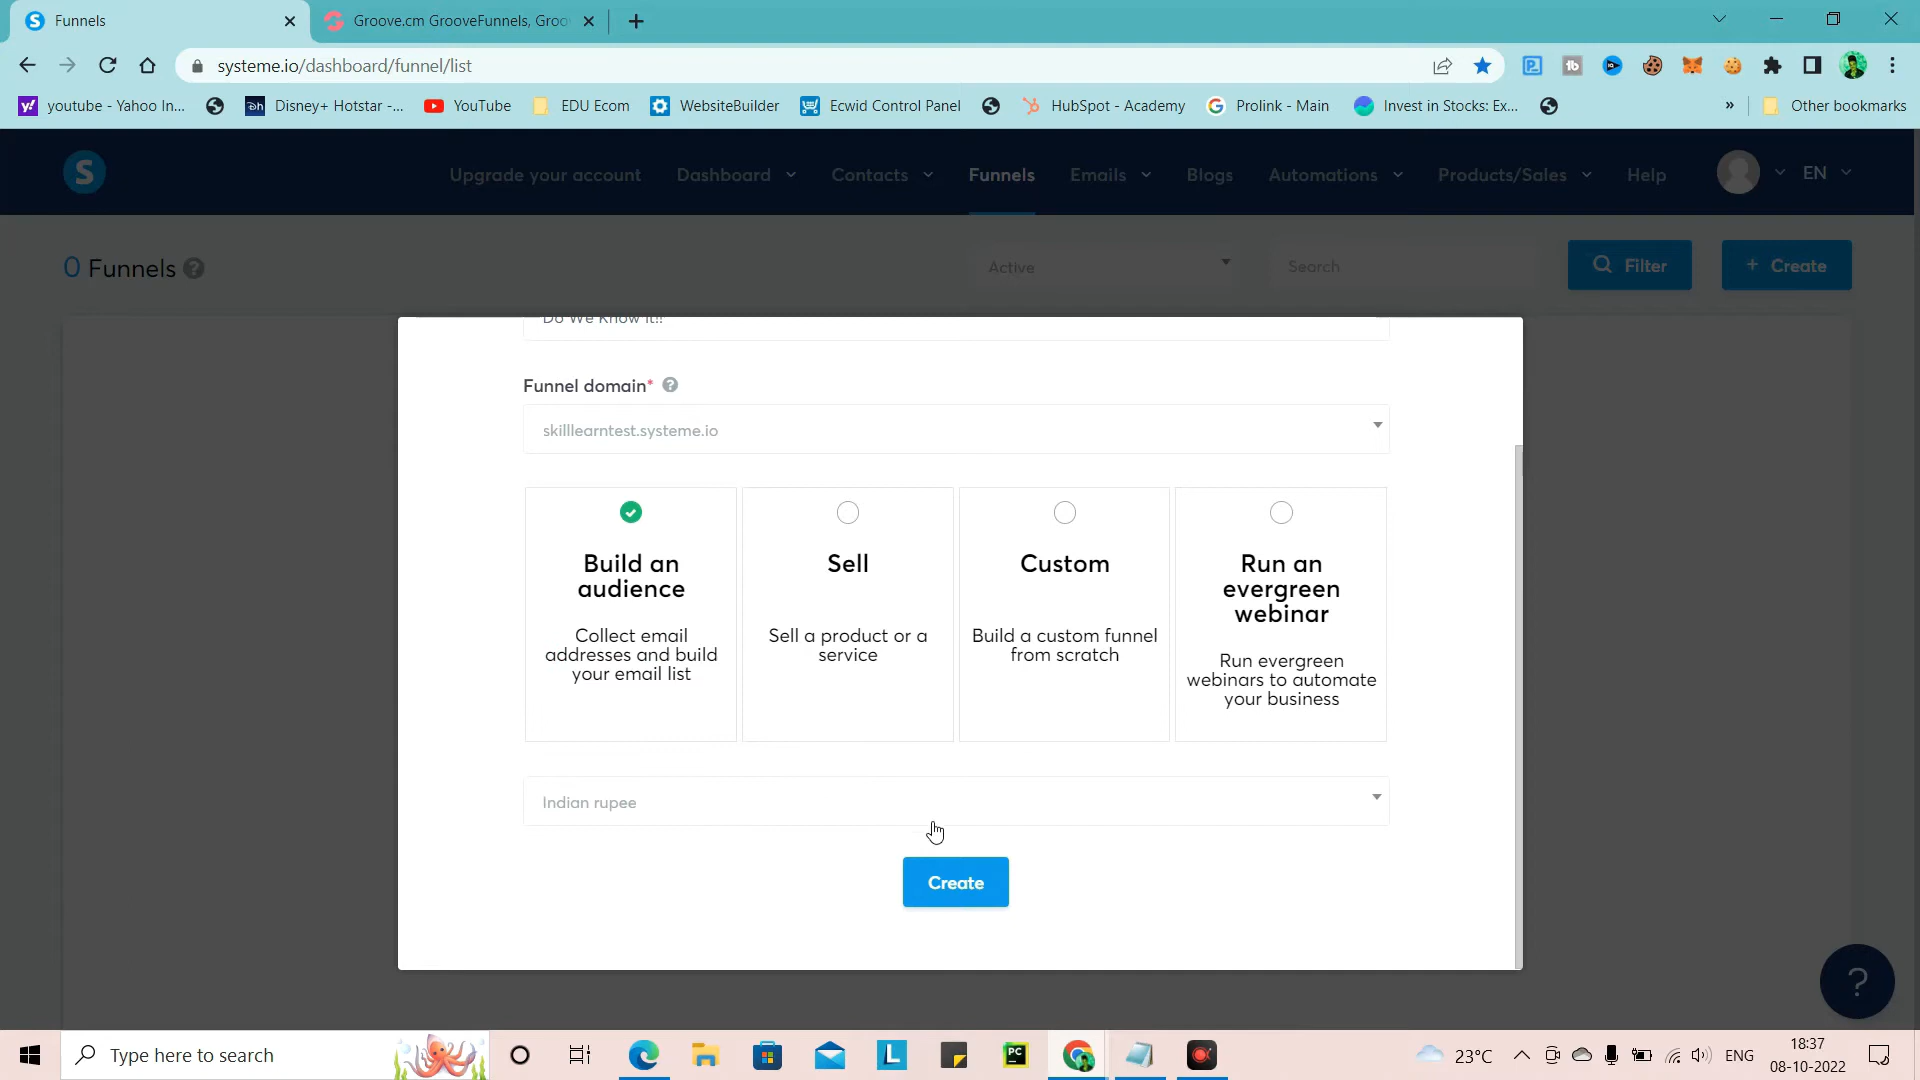 Funnels
Groove.cm GrooveFunnels, Groo
systeme.io/dashboard/funnel/list
youtube - Yahoo In...
Disney+ Hotstar -...
YouTube
EDU Ecom
WebsiteBuilder
Ecwid Control Panel
HubSpot - Academy
Prolink - Main
Invest in Stocks: Ex...
»
Other bookmarks
S
Upgrade your account
Dashboard
Contacts
Funnels
Emails
Blogs
Automations
Products/Sales
Help
EN
0 Funnels ?
Active
Search
Filter
+ Create
Do We Know It!!
Funnel domain* ?
skilllearntest.systeme.io
Build an
audience
Collect email
addresses and build
your email list
Sell
Sell a product or a
service
Custom
Build a custom funnel
from scratch
Run an
evergreen
webinar
Run evergreen
webinars to automate
your business
Indian rupee
Create
?
Type here to search
L
PC
23°C
ENG
18:37
08-10-2022